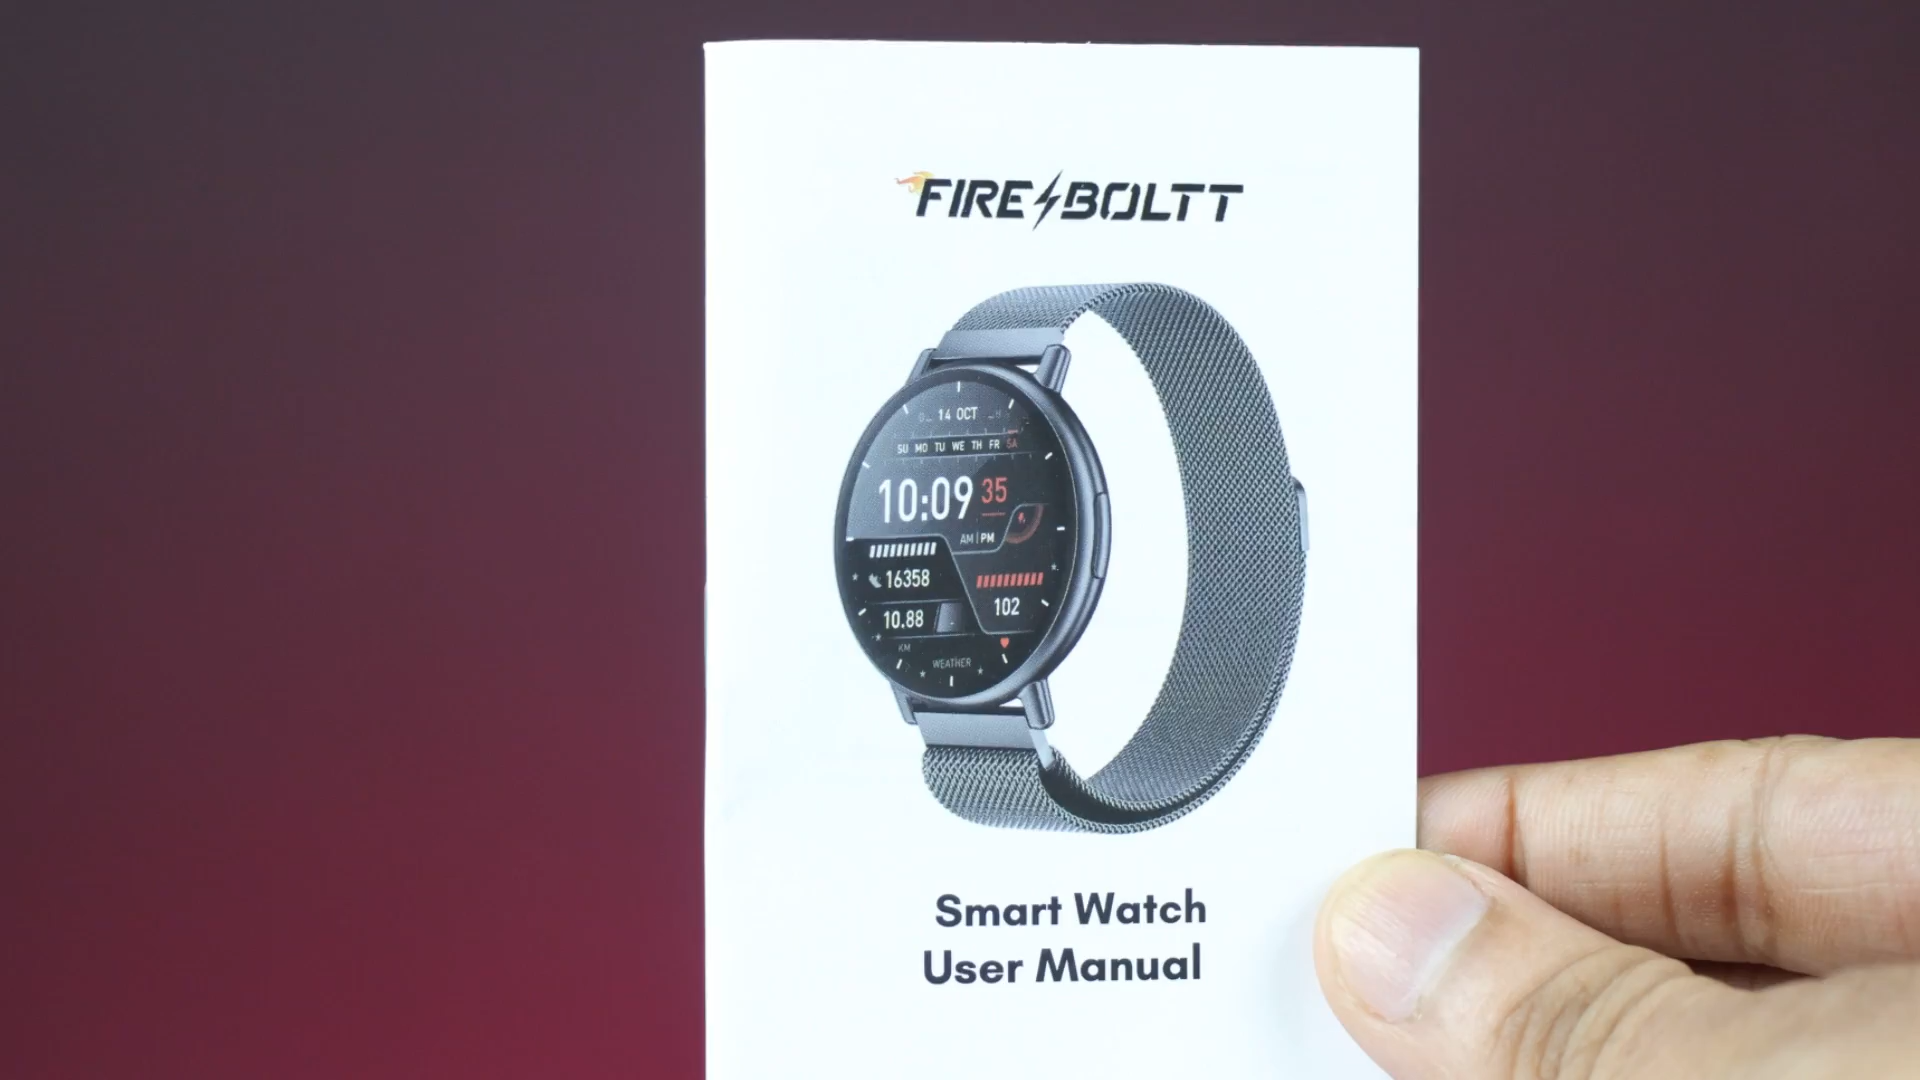 FIRE BOLTT
14 OCT
SU MO TU WE TH FR SA
10:09 35
AM | PM
16358
102
10.88
KM
WEATHER
Smart Watch
User Manual